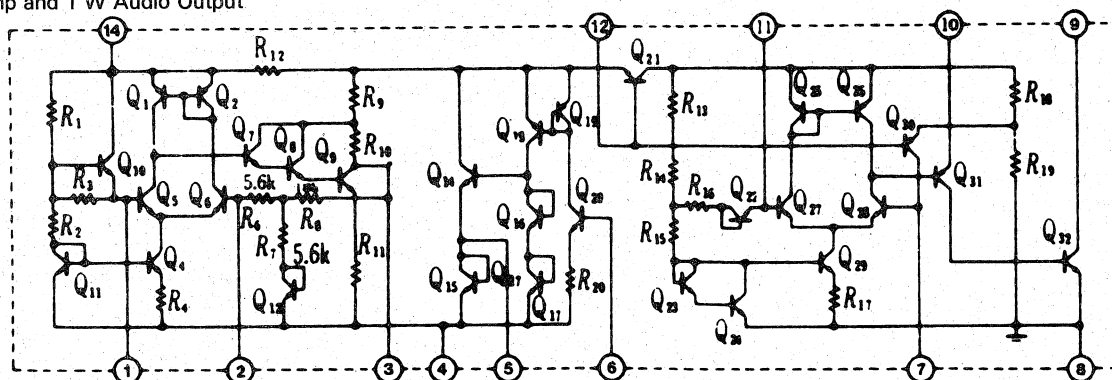 mp and 1 W Audio Output
14 12 11 10 9
R12 Q21
Q1 Q2 R9 R13 Q25 R18
R1 Q7 Q8 Q9 R10 Q19 Q30
Q10 Q18 R14 Q31 R19
R3 Q5 Q6 5.6k Q16 Q20 R16 Q22 Q27 Q28
R2 R6 R8 R15
R7 5.6k R11 Q32
Q4 Q29
Q11 R4 Q12 Q15 Q17 R20 Q23 R17
Q26
1 2 3 4 5 6 7 8